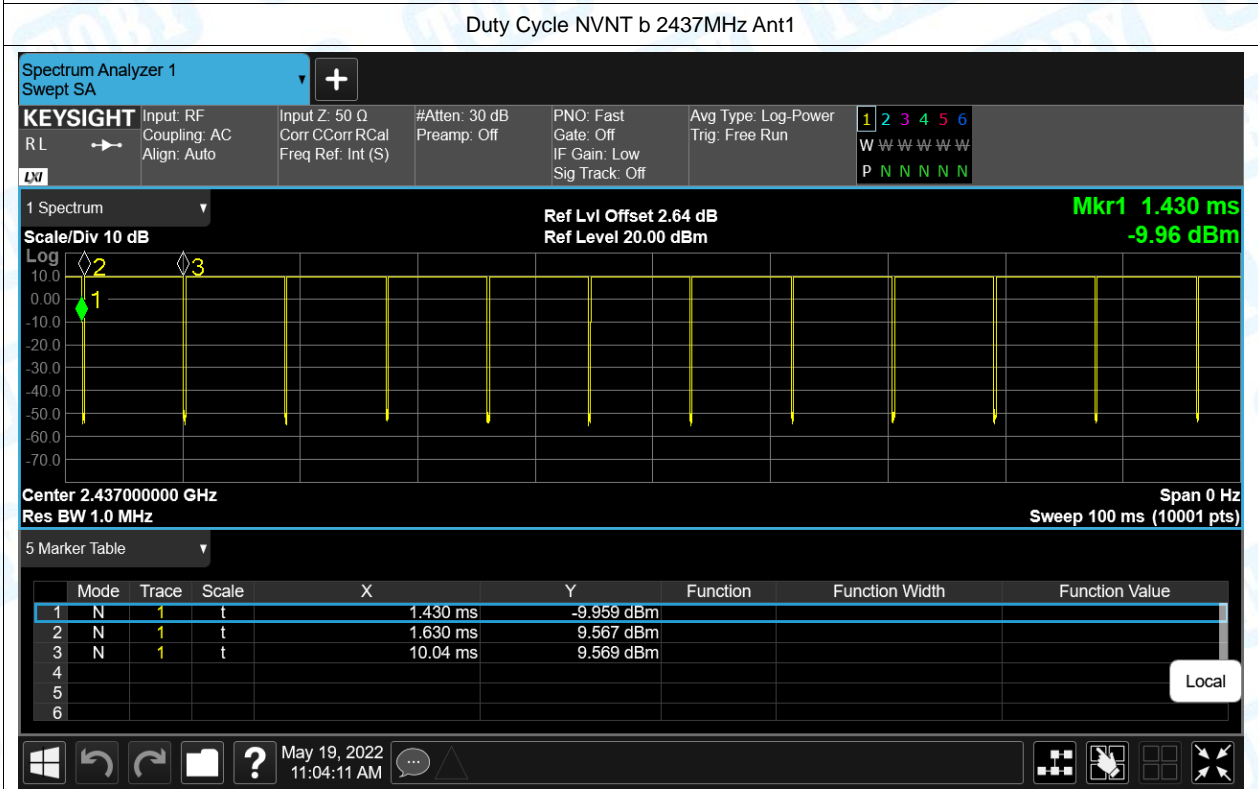 Duty Cycle NVNT b 2437MHz Ant1
Spectrum Analyzer 1
Swept SA
KEYSIGHT
R L
LXI
Input: RF
Coupling: AC
Align: Auto
Input Z: 50 Ω
Corr CCorr RCal
Freq Ref: Int (S)
#Atten: 30 dB
Preamp: Off
PNO: Fast
Gate: Off
IF Gain: Low
Sig Track: Off
Avg Type: Log-Power
Trig: Free Run
1 2 3 4 5 6
W W W W W W
P N N N N N
1 Spectrum
Scale/Div 10 dB
Ref Lvl Offset 2.64 dB
Ref Level 20.00 dBm
Mkr1 1.430 ms
-9.96 dBm
Log
2
3
1
10.0
0.00
-10.0
-20.0
-30.0
-40.0
-50.0
-60.0
-70.0
Center 2.437000000 GHz
Res BW 1.0 MHz
Span 0 Hz
Sweep 100 ms (10001 pts)
5 Marker Table
Mode Trace Scale X Y Function Function Width Function Value
1 N 1 t 1.430 ms -9.959 dBm
2 N 1 t 1.630 ms 9.567 dBm
3 N 1 t 10.04 ms 9.569 dBm
4
5
6
Local
?
May 19, 2022
11:04:11 AM